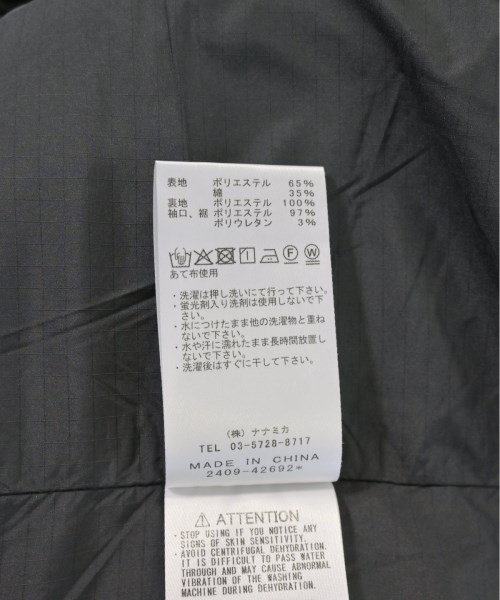 表地 ポリエステル 65%
綿 35%
裏地 ポリエステル 100%
袖口、裾 ポリエステル 97%
ポリウレタン 3%
F W
あて布使用
・洗濯は押し洗いにて行って下さい。
・蛍光剤入り洗剤は使用しないで下
さい。
・水につけたまま他の洗濯物と重ね
ないで下さい。
・水や汗に濡れたまま長時間放置し
ないで下さい。
・洗濯後はすぐに干して下さい。
(株) ナナミカ
TEL 03-5728-8717
MADE IN CHINA
2409-42692*
⚠ ATTENTION
・STOP USING IF YOU NOTICE ANY
SIGNS OF SKIN SENSITIVITY.
・AVOID CENTRIFUGAL DEHYDRATION.
IT IS DIFFICULT TO PASS WATER
THROUGH AND MAY CAUSE ABNORMAL
VIBRATION OF THE WASHING
MACHINE DURING DEHYDRATION.